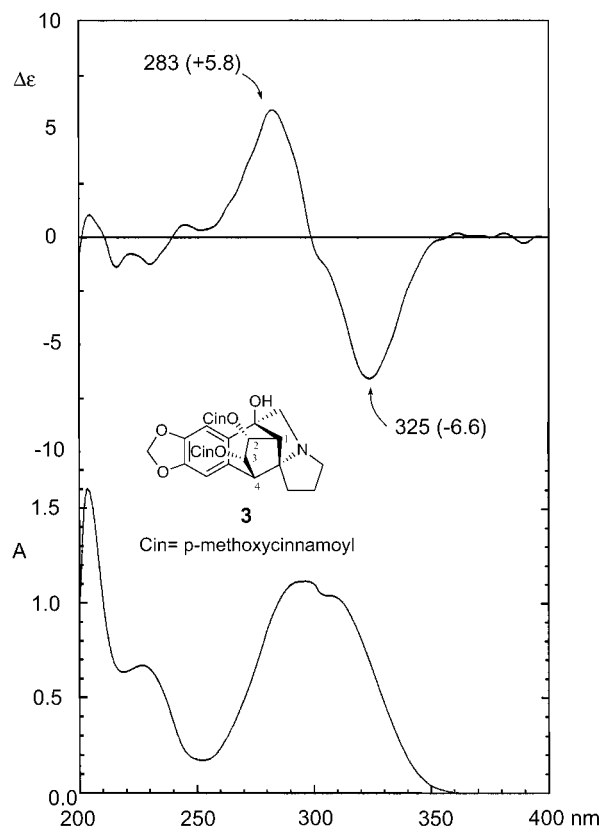 10
283 (+5.8)
Δε
5
0
-5
325 (-6.6)
-10
OH
CinO
CinO
O
O
N
1
2
3
4
3
Cin= p-methoxycinnamoyl
1.5
A
1.0
0.5
0.0
200 250 300 350 400 nm